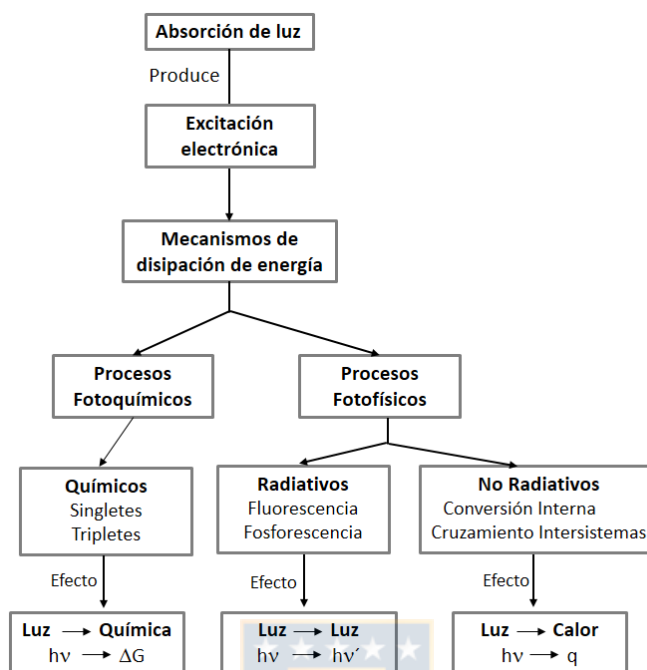 Absorción de luz
Produce
Excitación
electrónica
Mecanismos de
disipación de energía
Procesos
Fotoquímicos
Procesos
Fotofísicos
Químicos
Singletes
Tripletes
Radiativos
Fluorescencia
Fosforescencia
No Radiativos
Conversión Interna
Cruzamiento Intersistemas
Efecto
Efecto
Efecto
Luz → Química
hν → ΔG
Luz → Luz
hν → hν´
Luz → Calor
hν → q